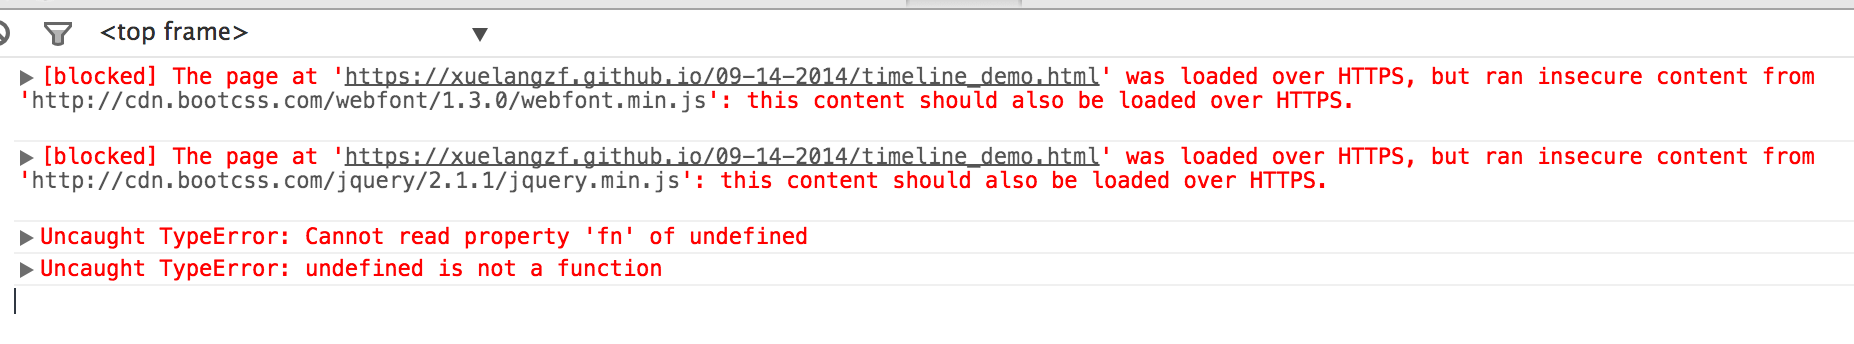 <top frame> ▼
▶ [blocked] The page at 'https://xuelangzf.github.io/09-14-2014/timeline_demo.html' was loaded over HTTPS, but ran insecure content from
'http://cdn.bootcss.com/webfont/1.3.0/webfont.min.js': this content should also be loaded over HTTPS.
▶ [blocked] The page at 'https://xuelangzf.github.io/09-14-2014/timeline_demo.html' was loaded over HTTPS, but ran insecure content from
'http://cdn.bootcss.com/jquery/2.1.1/jquery.min.js': this content should also be loaded over HTTPS.
▶ Uncaught TypeError: Cannot read property 'fn' of undefined
▶ Uncaught TypeError: undefined is not a function